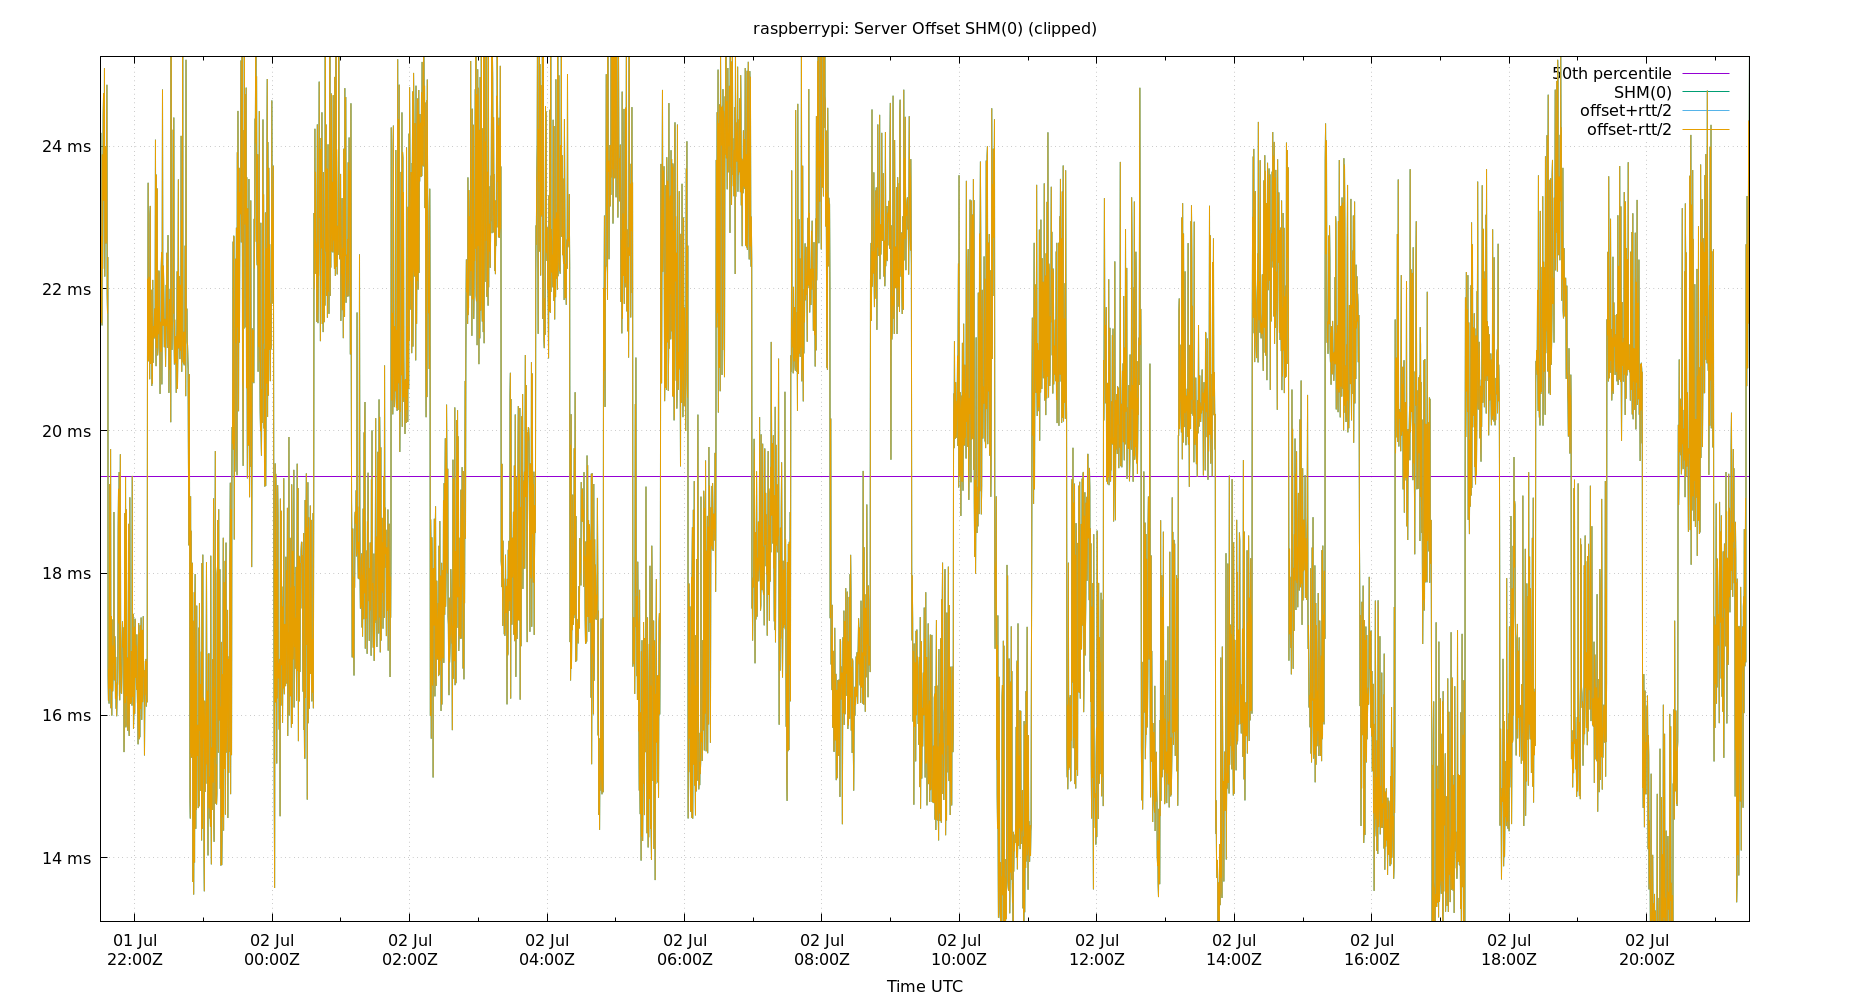 raspberrypi: Server Offset SHM(0) (clipped)
50th percentile
SHM(0)
offset+rtt/2
offset-rtt/2
24 ms
22 ms
20 ms
18 ms
16 ms
14 ms
01 Jul 02 Jul 02 Jul 02 Jul 02 Jul 02 Jul 02 Jul 02 Jul 02 Jul 02 Jul 02 Jul 02 Jul
22:00Z 00:00Z 02:00Z 04:00Z 06:00Z 08:00Z 10:00Z 12:00Z 14:00Z 16:00Z 18:00Z 20:00Z
Time UTC